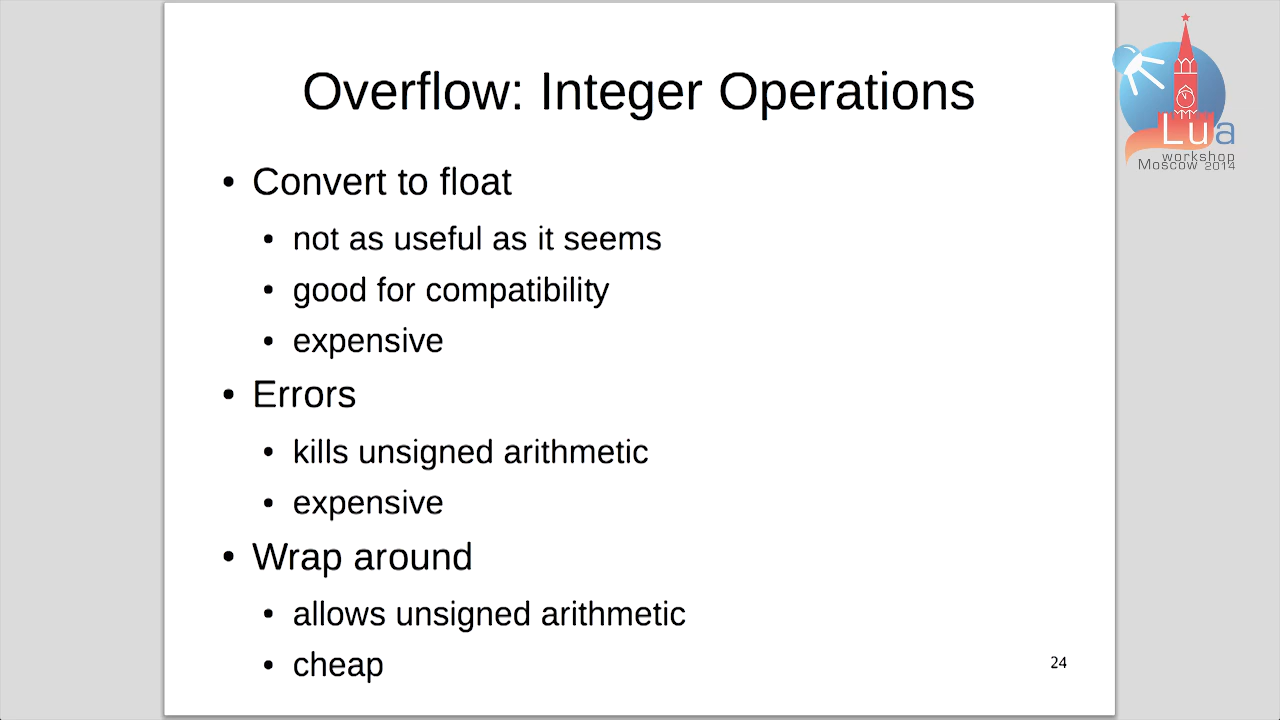 Overflow: Integer Operations
• Convert to float
• not as useful as it seems
• good for compatibility
• expensive
• Errors
• kills unsigned arithmetic
• expensive
• Wrap around
• allows unsigned arithmetic
• cheap
24
Lua
workshop
Moscow 2014